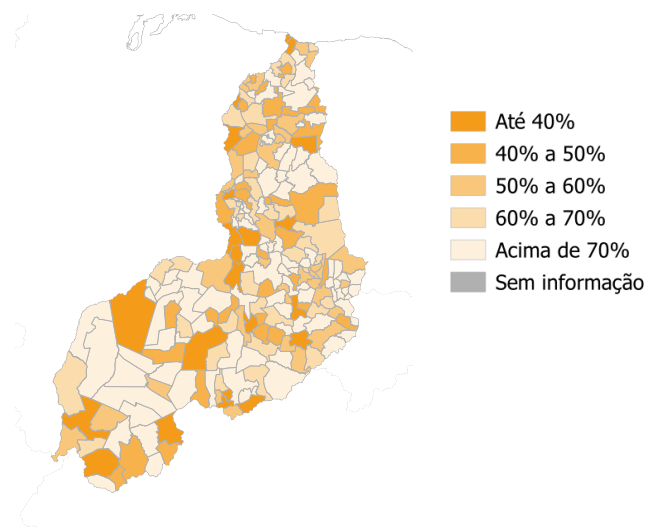 Até 40%
40% a 50%
50% a 60%
60% a 70%
Acima de 70%
Sem informação